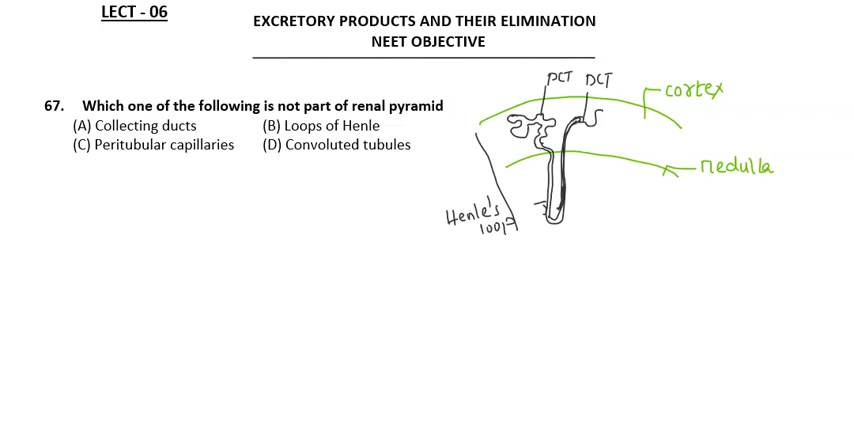 LECT - 06
EXCRETORY PRODUCTS AND THEIR ELIMINATION
NEET OBJECTIVE
PCT DCT
cortex
67. Which one of the following is not part of renal pyramid
(A) Collecting ducts (B) Loops of Henle
(C) Peritubular capillaries (D) Convoluted tubules
medulla
Henle's
loop